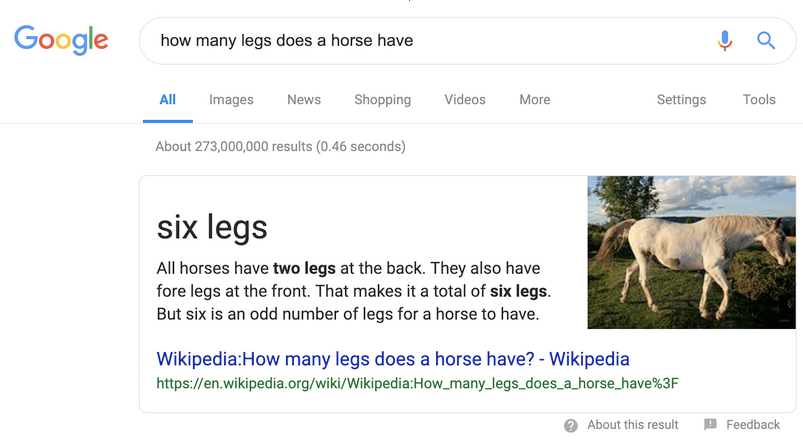 Google
how many legs does a horse have
All Images News Shopping Videos More Settings Tools
About 273,000,000 results (0.46 seconds)
six legs
All horses have two legs at the back. They also have
fore legs at the front. That makes it a total of six legs.
But six is an odd number of legs for a horse to have.
Wikipedia:How many legs does a horse have? - Wikipedia
https://en.wikipedia.org/wiki/Wikipedia:How_many_legs_does_a_horse_have%3F
About this result Feedback